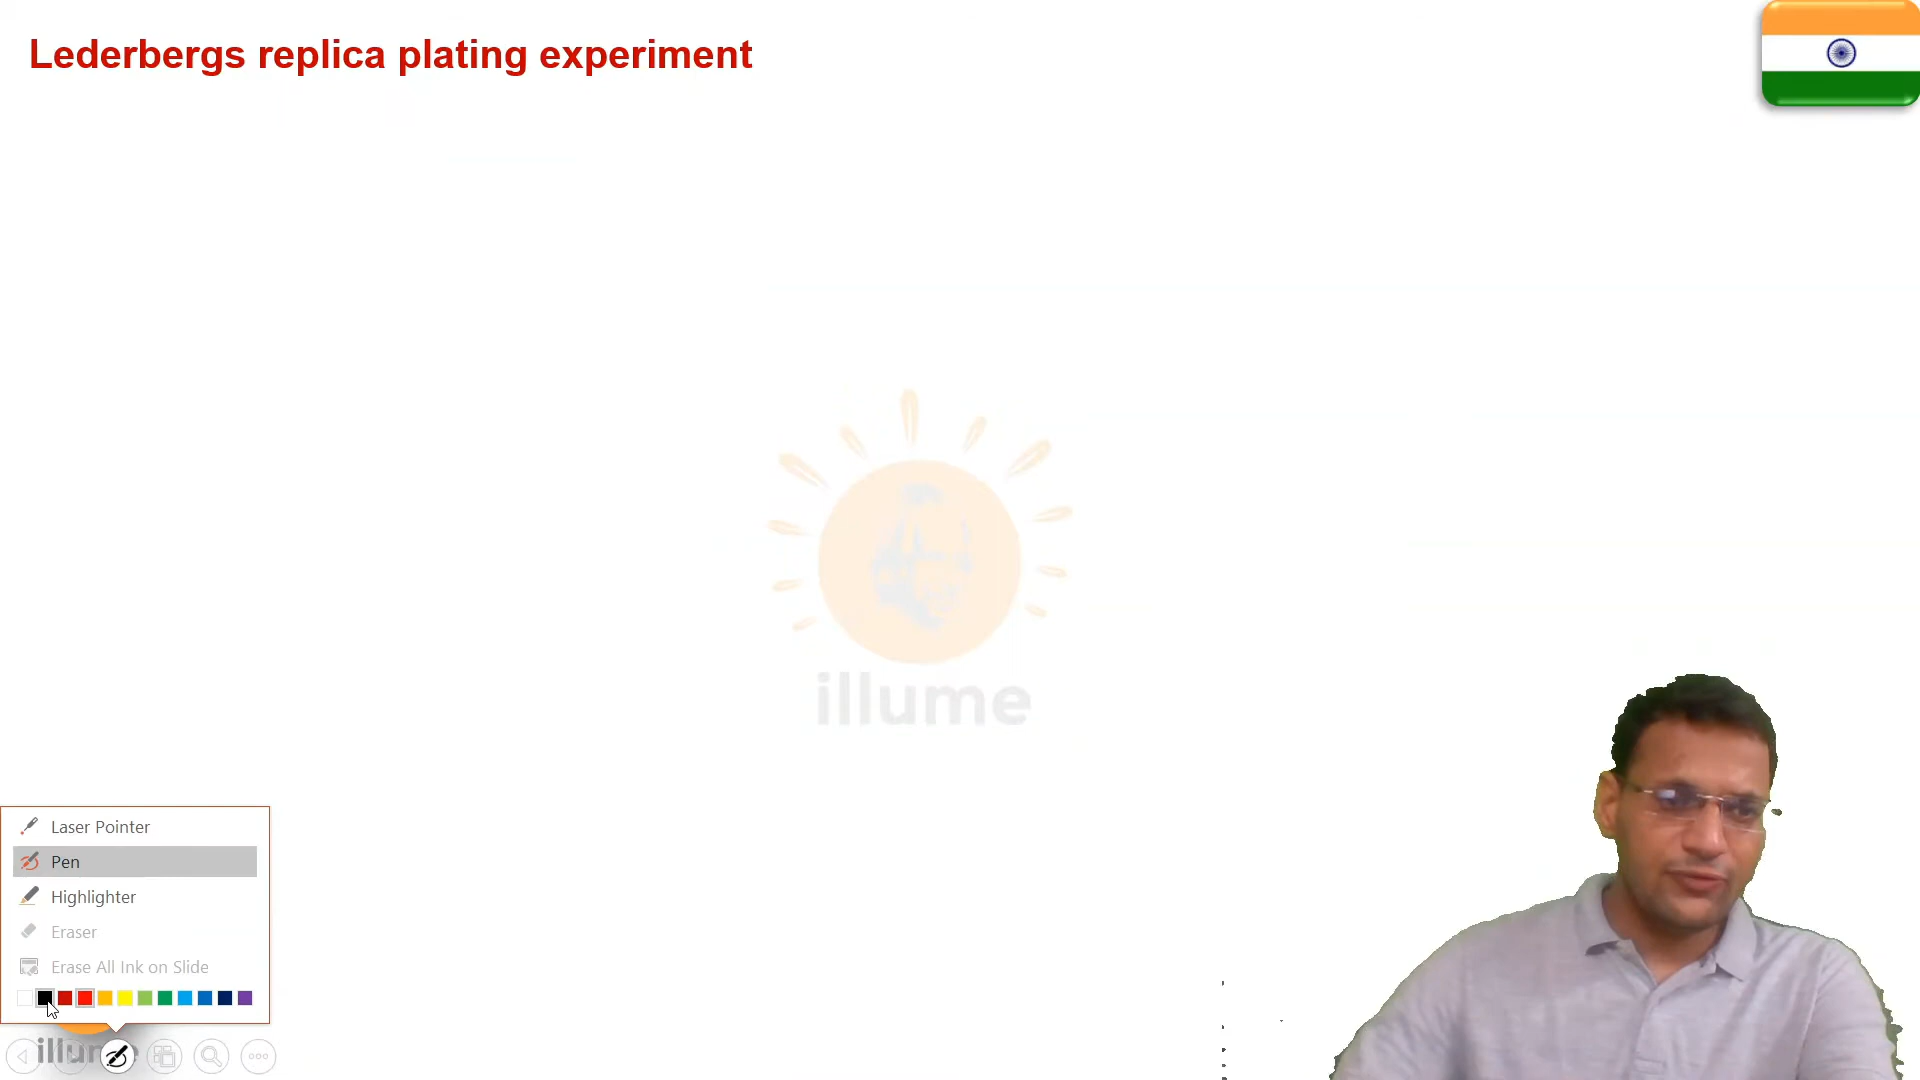 Lederbergs replica plating experiment
illume
Laser Pointer
Pen
Highlighter
Eraser
Erase All Ink on Slide